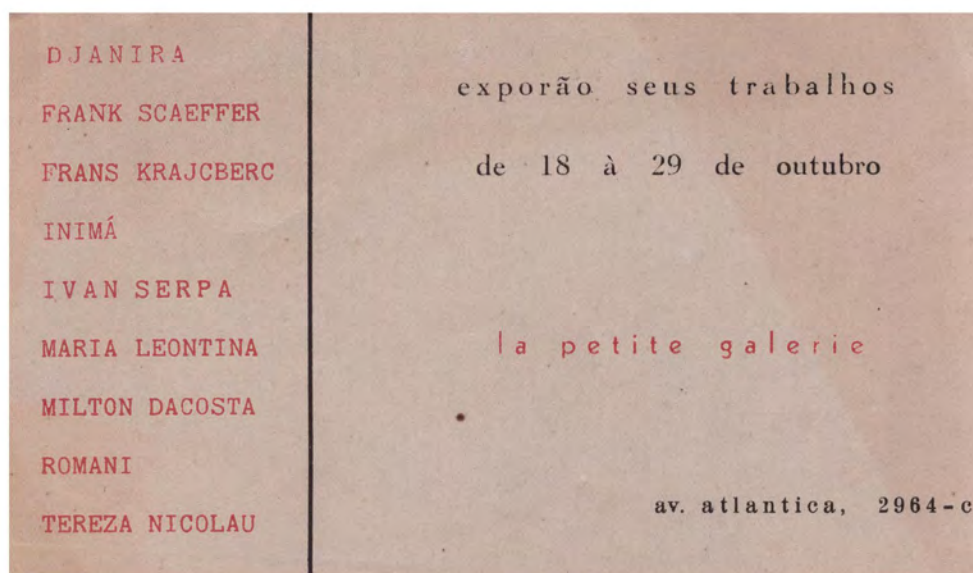 DJANIRA
FRANK SCAEFFER
FRANS KRAJCBERC
INIMÁ
IVAN SERPA
MARIA LEONTINA
MILTON DACOSTA
ROMANI
TEREZA NICOLAU
exporão seus trabalhos
de 18 à 29 de outubro
la petite galerie
av. atlantica, 2964-c